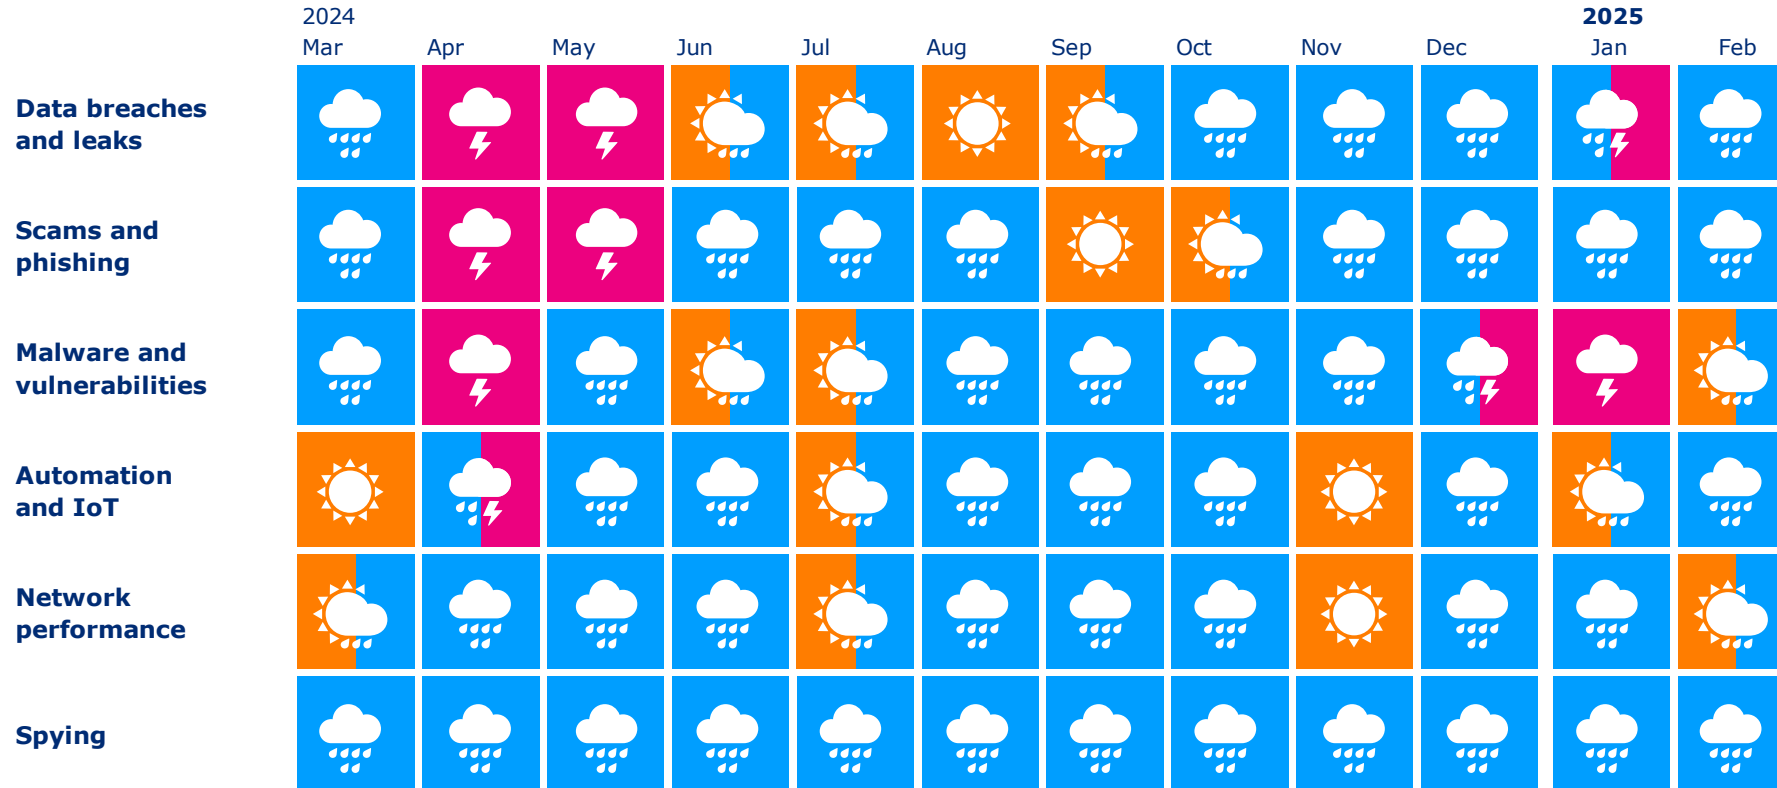 2024 2025
Mar Apr May Jun Jul Aug Sep Oct Nov Dec Jan Feb
Data breaches
and leaks
Scams and
phishing
Malware and
vulnerabilities
Automation
and IoT
Network
performance
Spying